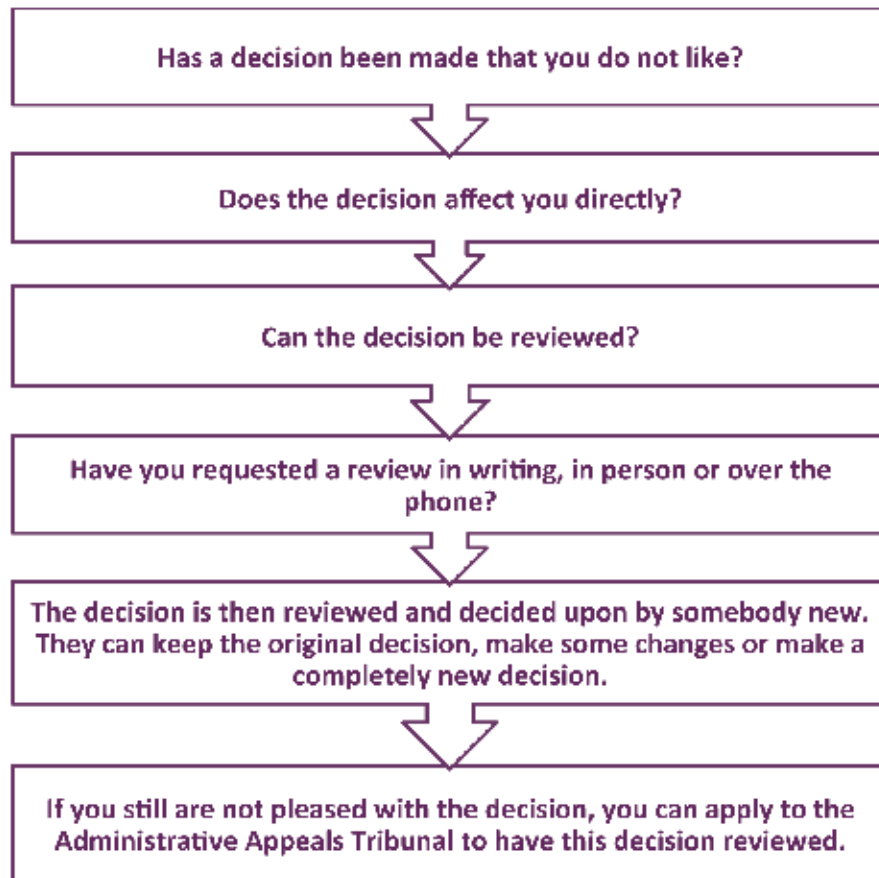 Has a decision been made that you do not like?
Does the decision affect you directly?
Can the decision be reviewed?
Have you requested a review in writing, in person or over the
phone?
The decision is then reviewed and decided upon by somebody new.
They can keep the original decision, make some changes or make a
completely new decision.
If you still are not pleased with the decision, you can apply to the
Administrative Appeals Tribunal to have this decision reviewed.